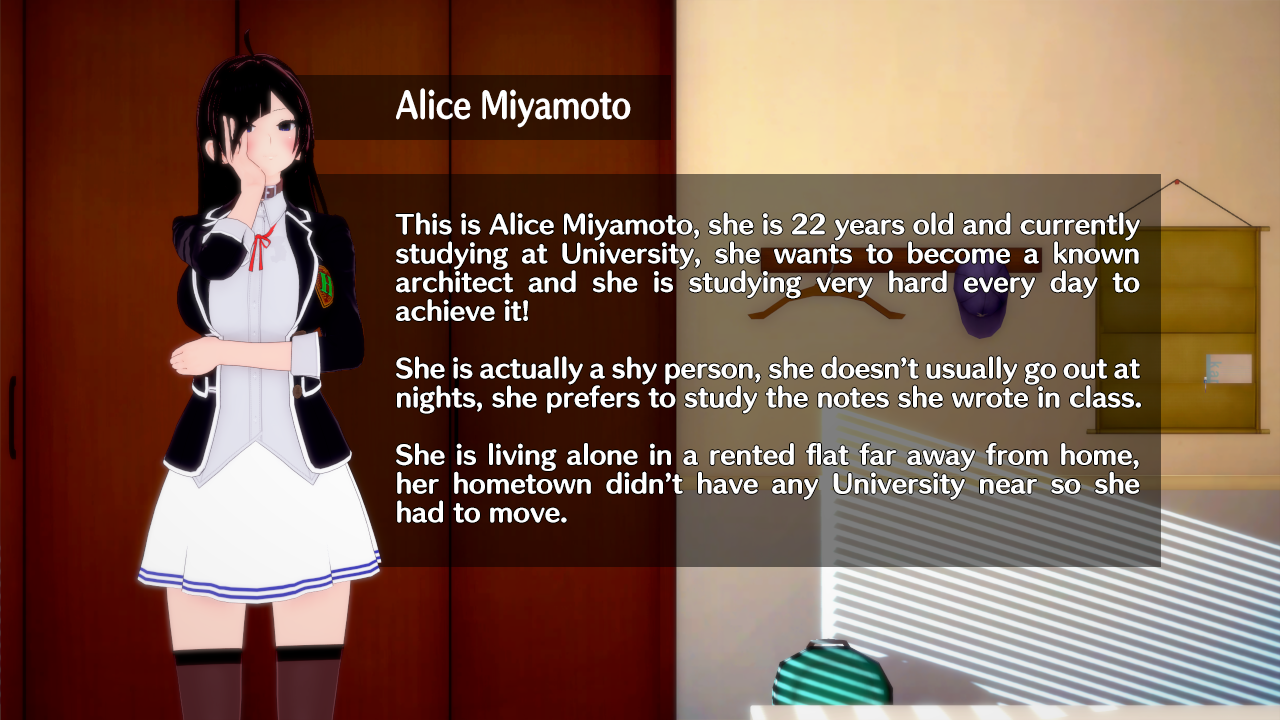 Alice Miyamoto
This is Alice Miyamoto, she is 22 years old and currently
studying at University, she wants to become a known
architect and she is studying very hard every day to
achieve it!
She is actually a shy person, she doesn’t usually go out at
nights, she prefers to study the notes she wrote in class.
She is living alone in a rented flat far away from home,
her hometown didn’t have any University near so she
had to move.